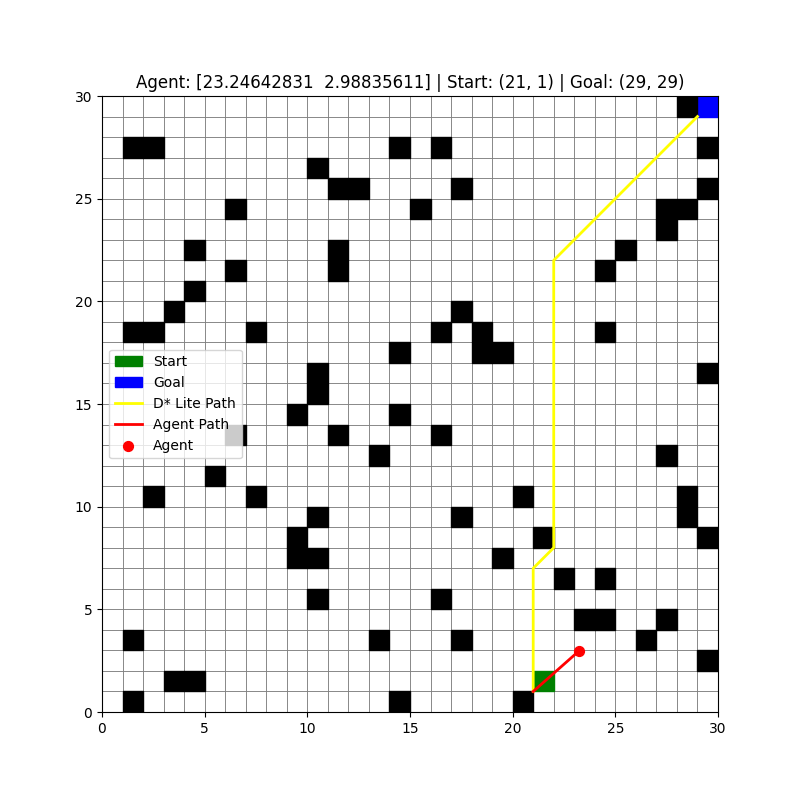 Agent: [23.24642831  2.98835611] | Start: (21, 1) | Goal: (29, 29)
30
25
20
15
10
5
0
Start
Goal
D* Lite Path
Agent Path
Agent
0 5 10 15 20 25 30